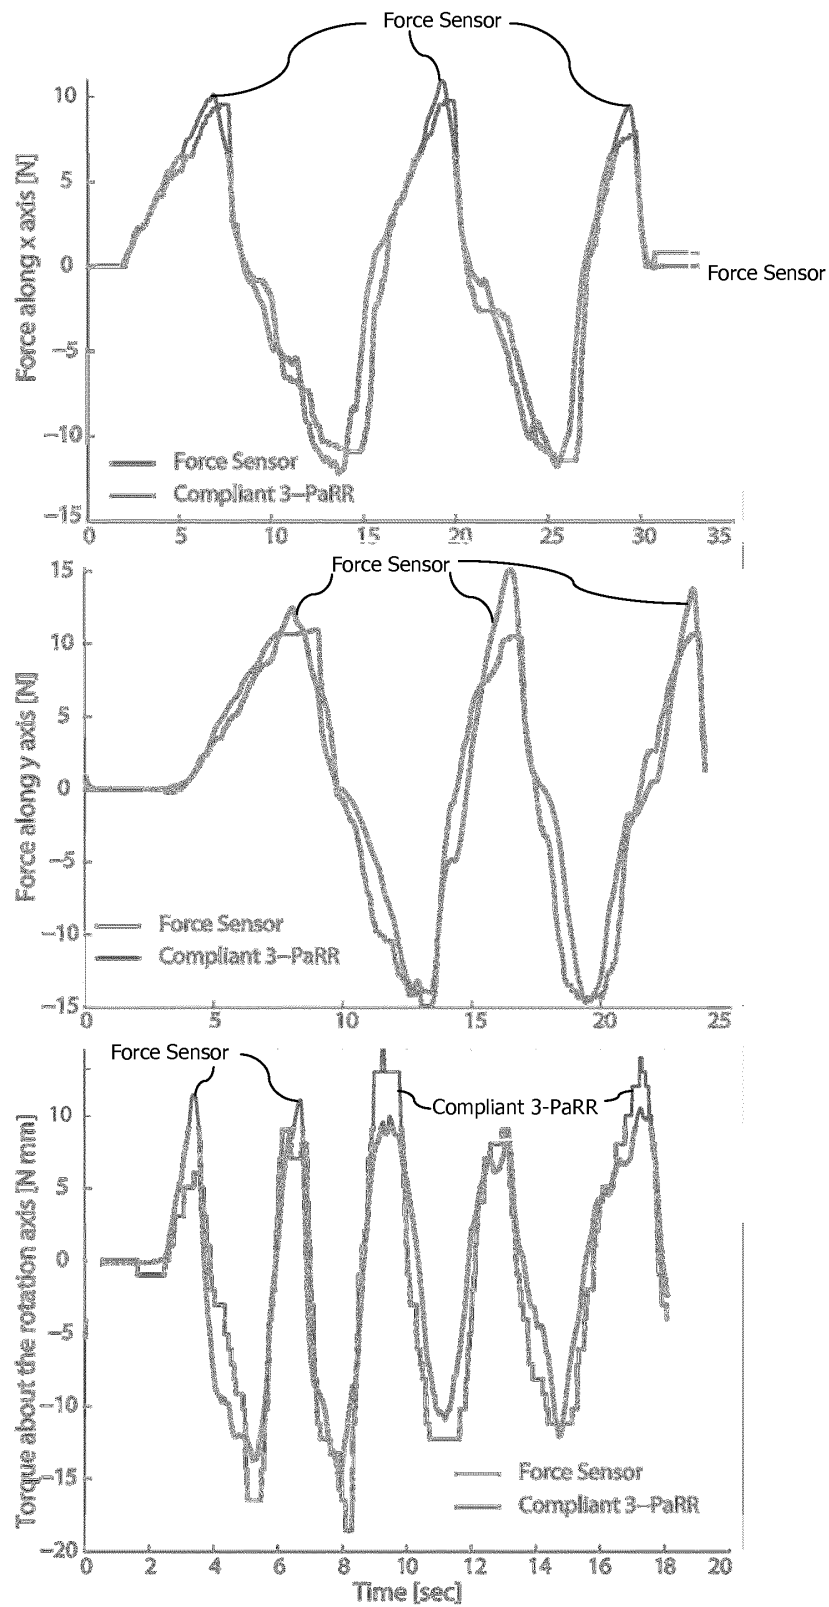 Force Sensor
10
5
0
−5
−10
−15
Force along x axis [N]
Force Sensor
Force Sensor
Compliant 3−PaRR
0 5 10 15 20 25 30 35
Force Sensor
15
10
5
0
−5
−10
−15
Force along y axis [N]
Force Sensor
Compliant 3−PaRR
0 5 10 15 20 25
Force Sensor
Compliant 3-PaRR
10
5
0
−5
−10
−15
−20
Torque about the rotation axis [N mm]
Force Sensor
Compliant 3−PaRR
0 2 4 6 8 10 12 14 16 18 20
Time [sec]